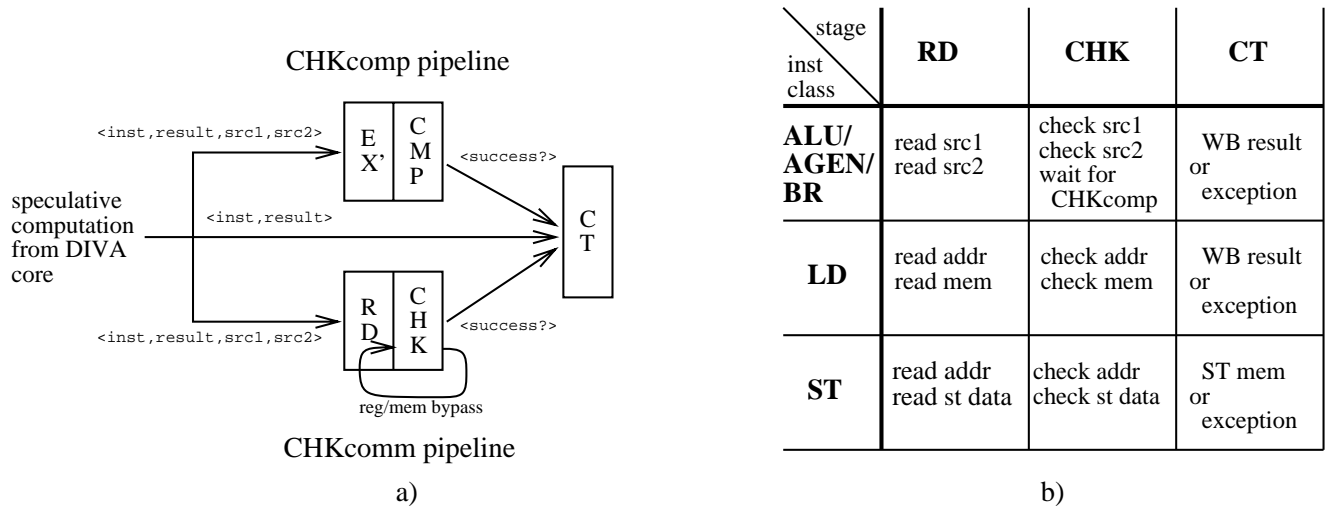 CHKcomp pipeline
<inst,result,src1,src2>
E
X'
C
M
P
<success?>
speculative
computation
from DIVA
core
<inst,result>
C
T
<inst,result,src1,src2>
R
D
C
H
K
<success?>
reg/mem bypass
CHKcomm pipeline
a)
stage
inst
class
RD
CHK
CT
ALU/
AGEN/
BR
read src1
read src2
check src1
check src2
wait for
CHKcomp
WB result
or
exception
LD
read addr
read mem
check addr
check mem
WB result
or
exception
ST
read addr
read st data
check addr
check st data
ST mem
or
exception
b)